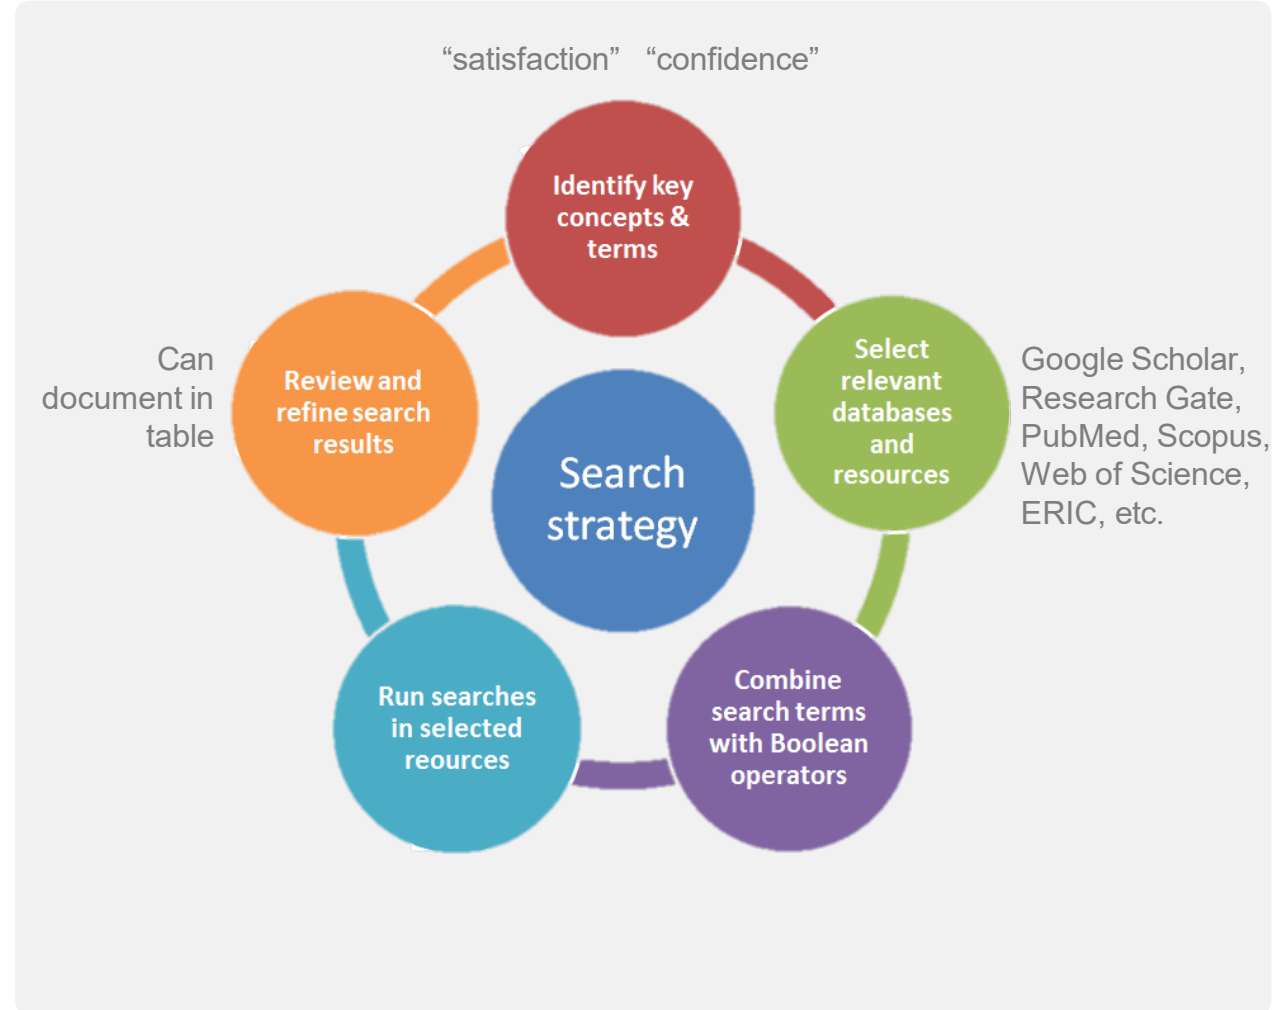 “satisfaction” “confidence”
Identify key
concepts &
terms
Select
relevant
databases
and
resources
Google Scholar,
Research Gate,
PubMed, Scopus,
Web of Science,
ERIC, etc.
Combine
search terms
with Boolean
operators
Run searches
in selected
reources
Review and
refine search
results
Can
document in
table
Search
strategy